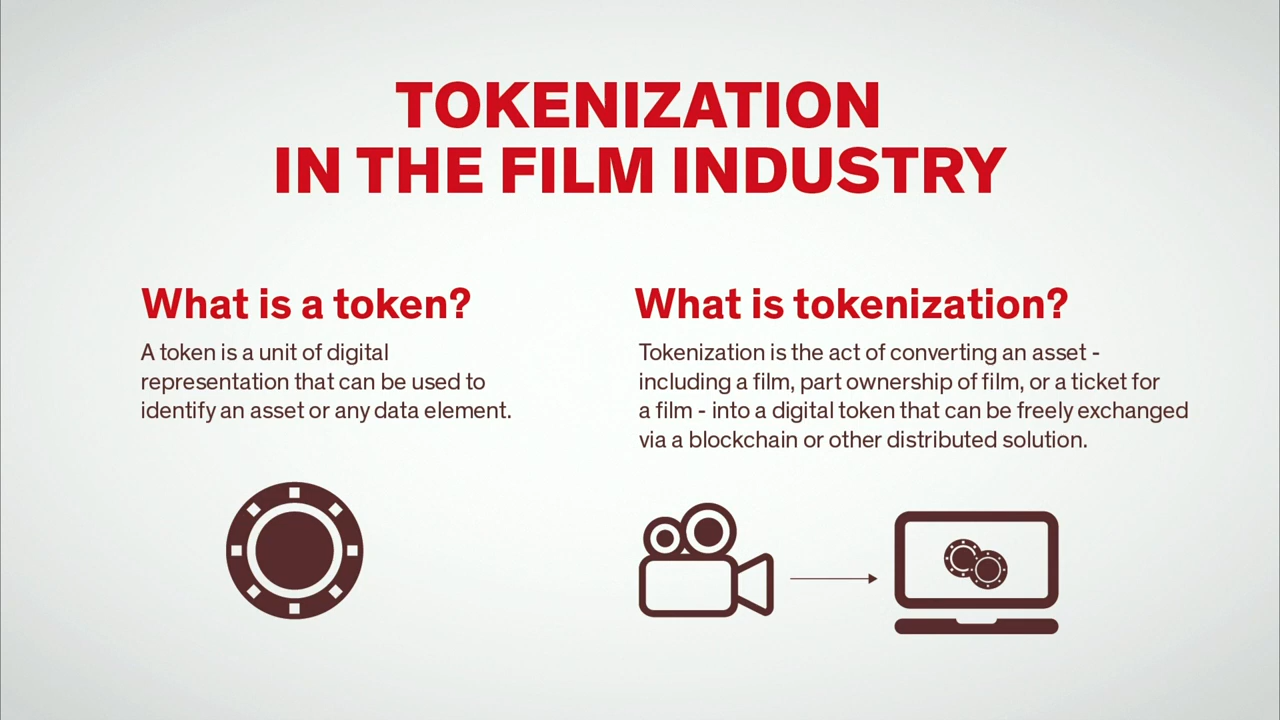 TOKENIZATION
IN THE FILM INDUSTRY
What is a token?
A token is a unit of digital
representation that can be used to
identify an asset or any data element.
What is tokenization?
Tokenization is the act of converting an asset -
including a film, part ownership of film, or a ticket for
a film - into a digital token that can be freely exchanged
via a blockchain or other distributed solution.